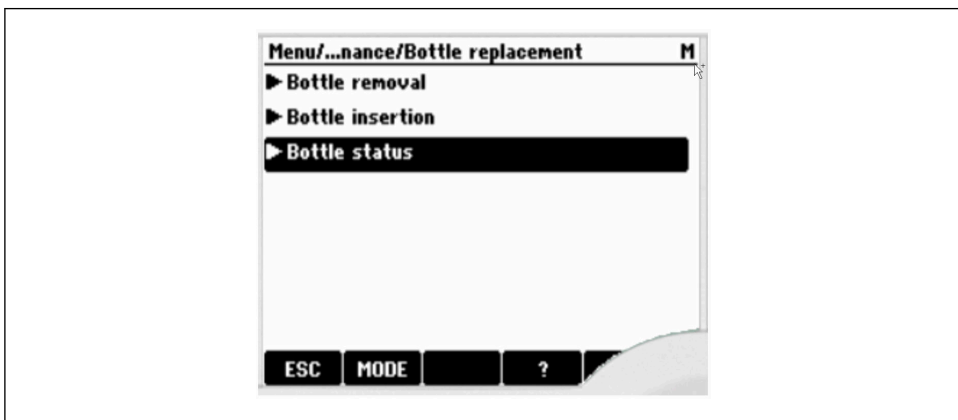 Menu/...nance/Bottle replacement M
Bottle removal
Bottle insertion
Bottle status
ESC MODE ?